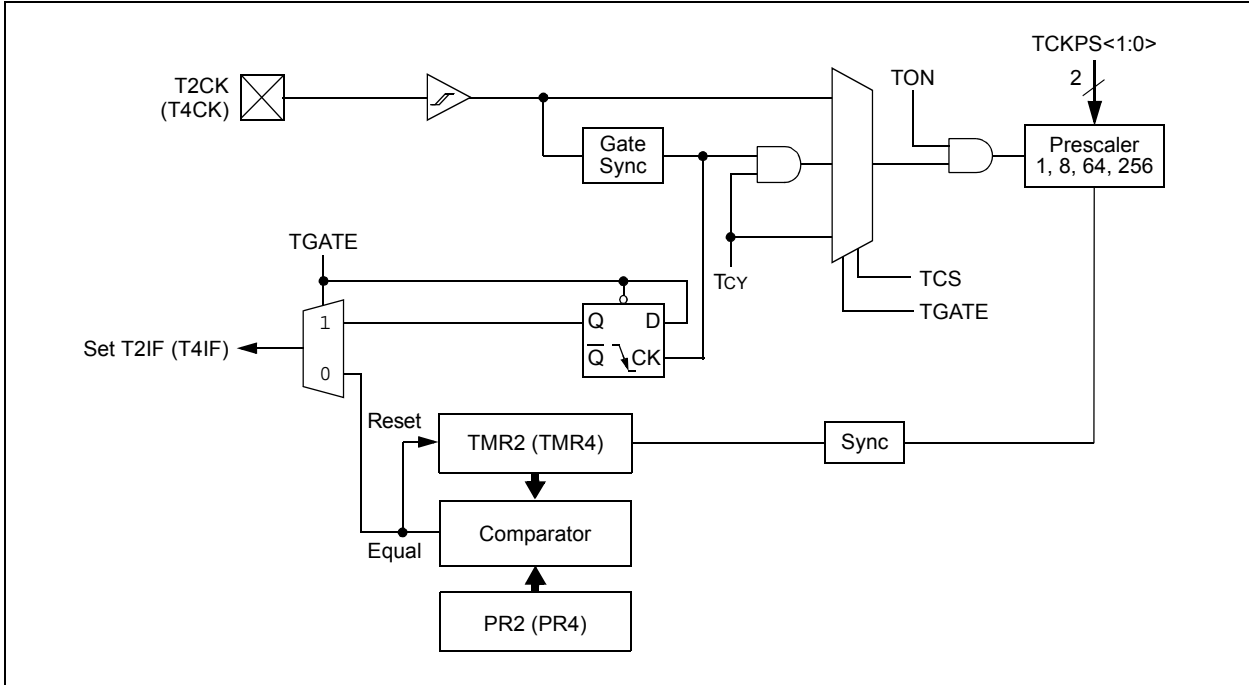 TCKPS<1:0>
2
T2CK
(T4CK)
TON
Gate
Sync
Prescaler
1, 8, 64, 256
TGATE
TCY
TCS
TGATE
1
Q
D
Set T2IF (T4IF)
Q̅
CK
0
Reset
TMR2 (TMR4)
Sync
Comparator
Equal
PR2 (PR4)